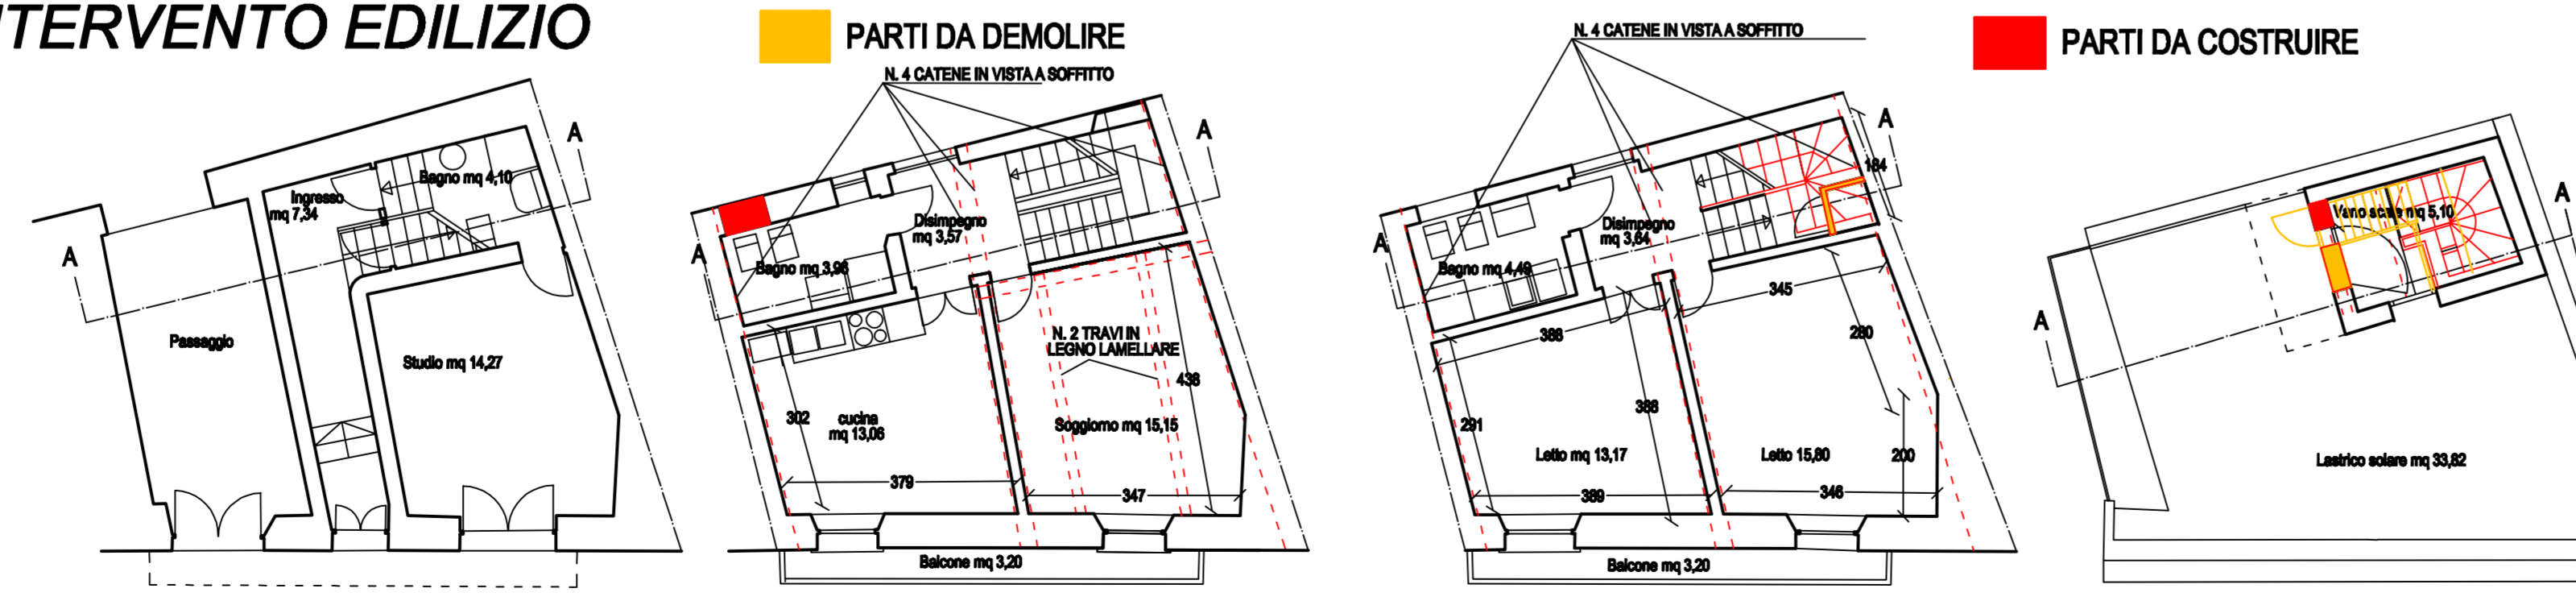 NTERVENTO EDILIZIO
PARTI DA DEMOLIRE
PARTI DA COSTRUIRE
N. 4 CATENE IN VISTA A SOFFITTO
N. 4 CATENE IN VISTA A SOFFITTO
A
A
Ingresso
mq 7,34
Bagno mq 4,10
Passaggio
Studio mq 14,27
A
A
Disimpegno
mq 3,57
Bagno mq 3,98
N. 2 TRAVI IN
LEGNO LAMELLARE
302
438
cucina
mq 13,06
Soggiorno mq 15,15
379
347
Balcone mq 3,20
A
A
184
Disimpegno
mq 3,64
Bagno mq 4,49
345
388
280
388
291
Letto mq 13,17
Letto 15,80
200
389
346
Balcone mq 3,20
A
A
Vano scale mq 5,10
Lastrico solare mq 33,82